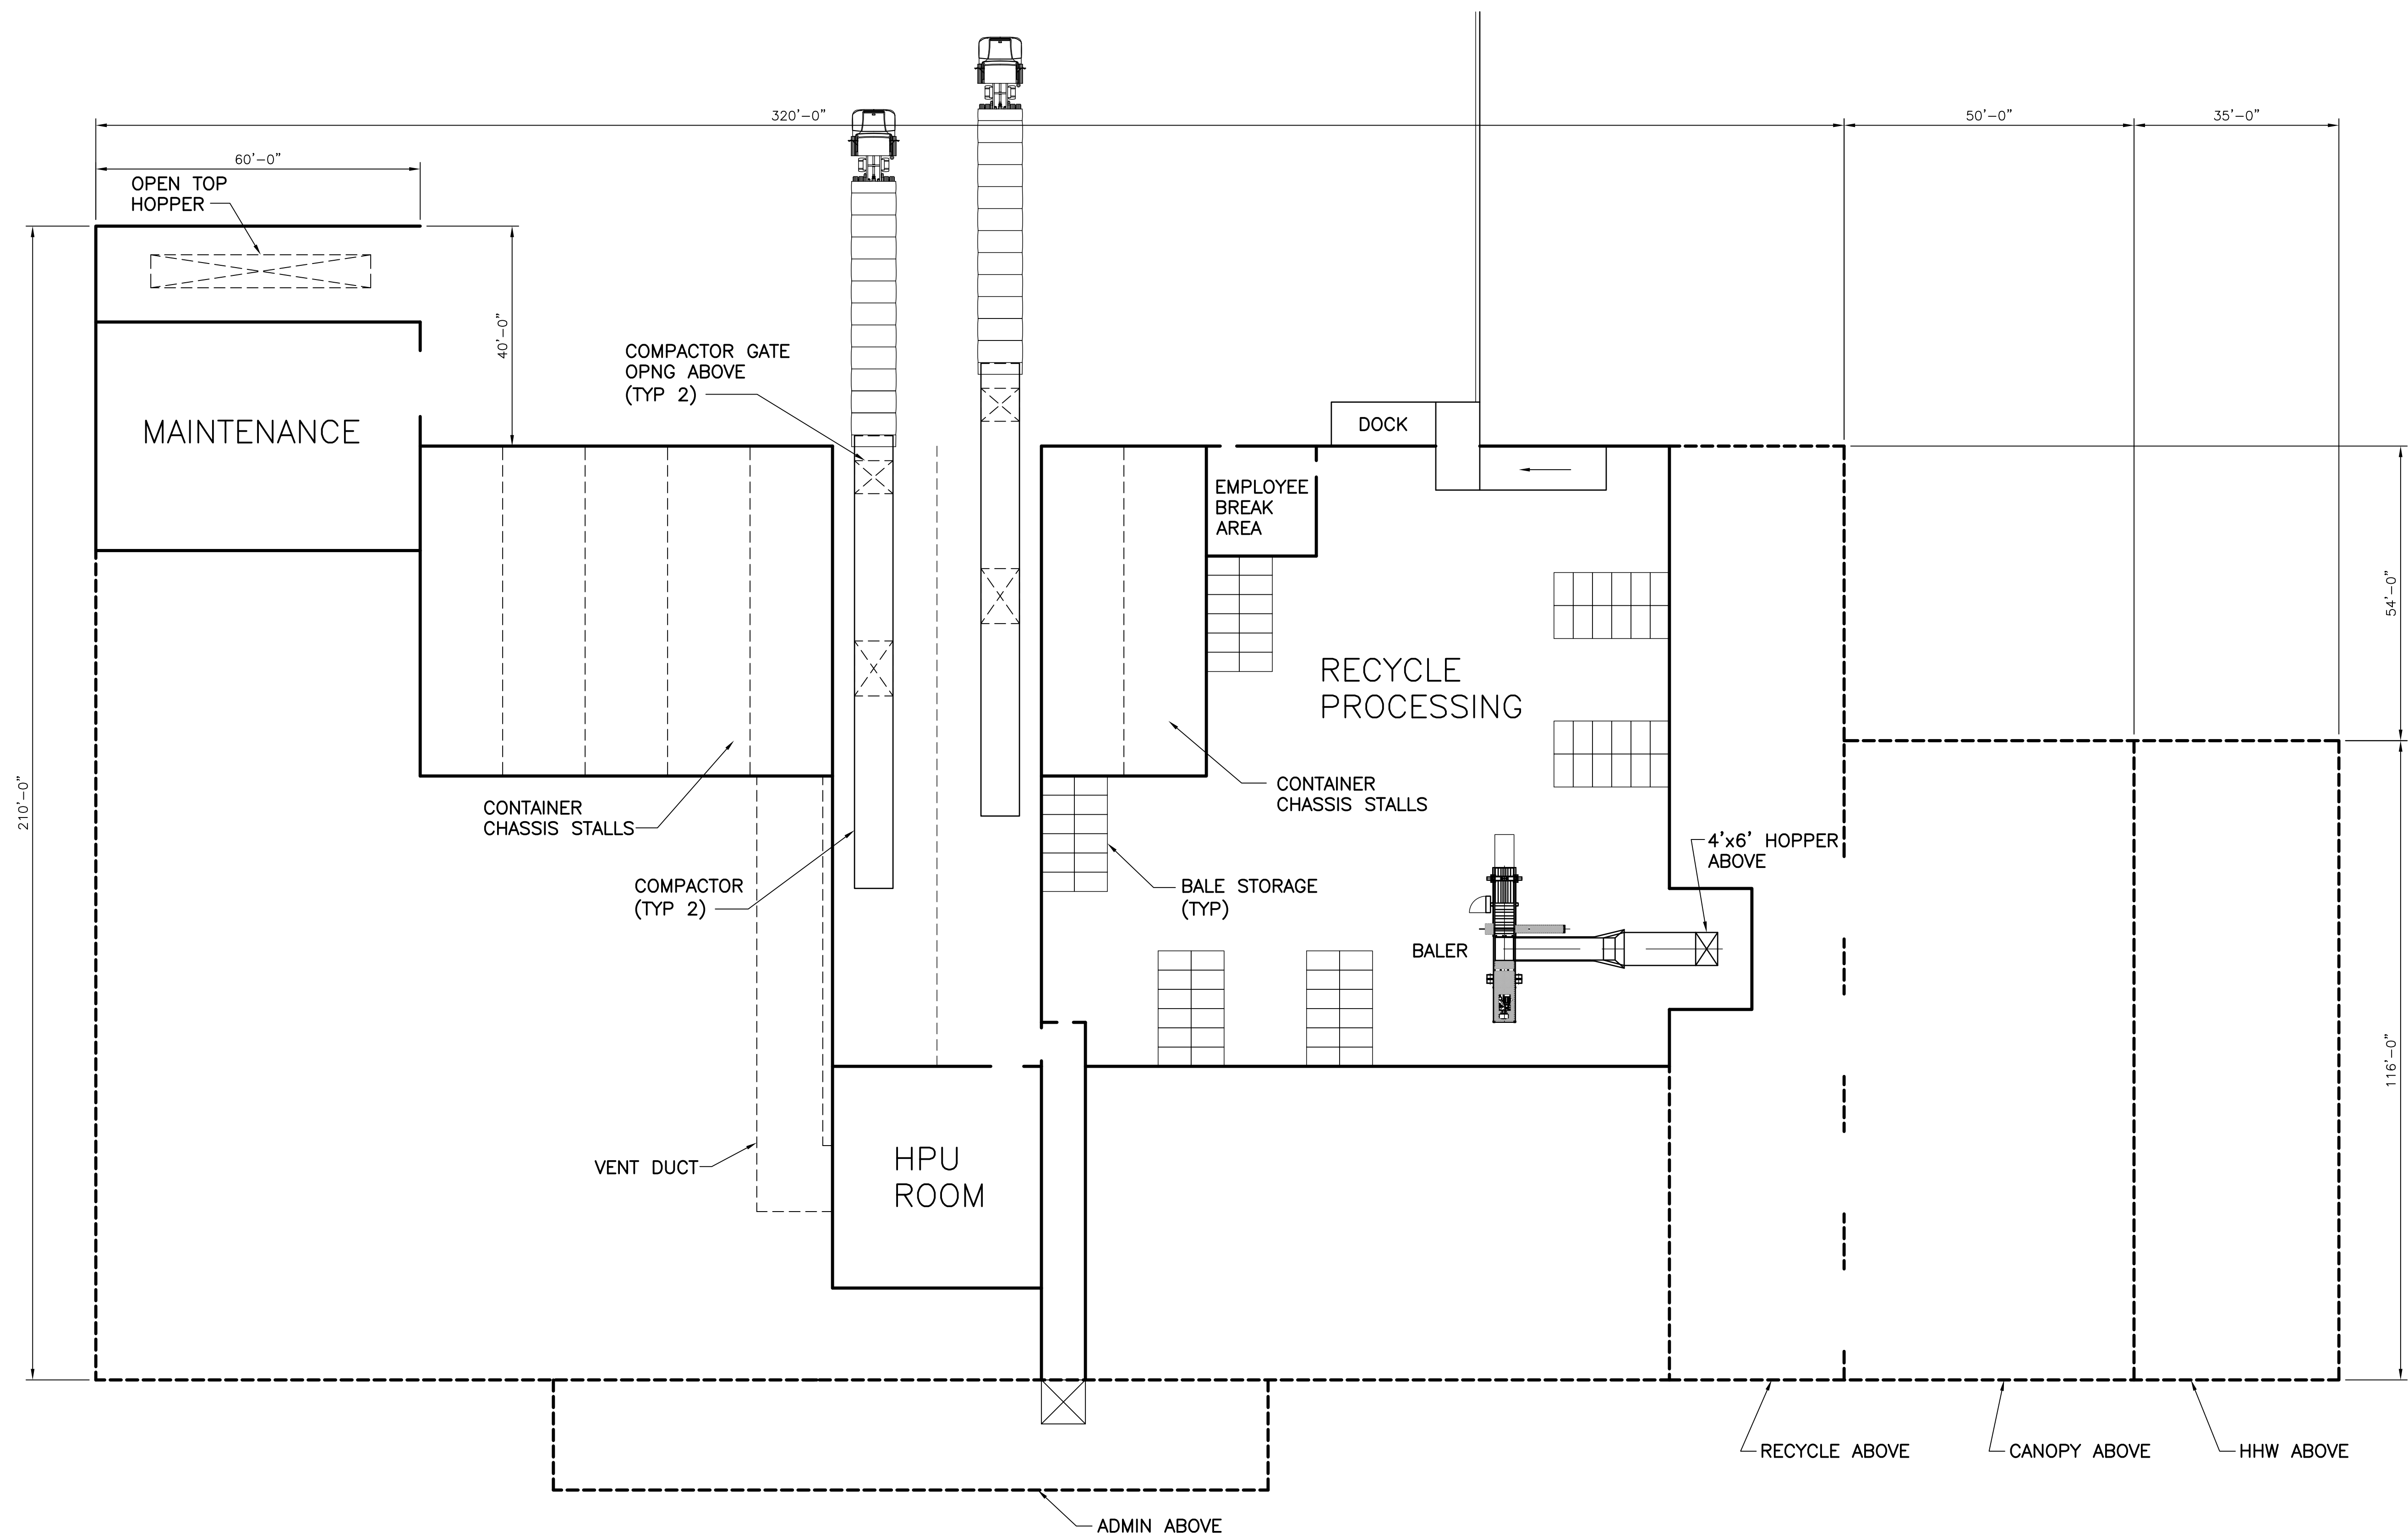 320'-0"
50'-0"
35'-0"
60'-0"
OPEN TOP
HOPPER
40'-0"
COMPACTOR GATE
OPNG ABOVE
(TYP 2)
MAINTENANCE
DOCK
EMPLOYEE
BREAK
AREA
54'-0"
RECYCLE
PROCESSING
210'-0"
CONTAINER
CHASSIS STALLS
CONTAINER
CHASSIS STALLS
4'x6' HOPPER
ABOVE
COMPACTOR
(TYP 2)
BALE STORAGE
(TYP)
BALER
116'-0"
VENT DUCT
HPU
ROOM
RECYCLE ABOVE
CANOPY ABOVE
HHW ABOVE
ADMIN ABOVE